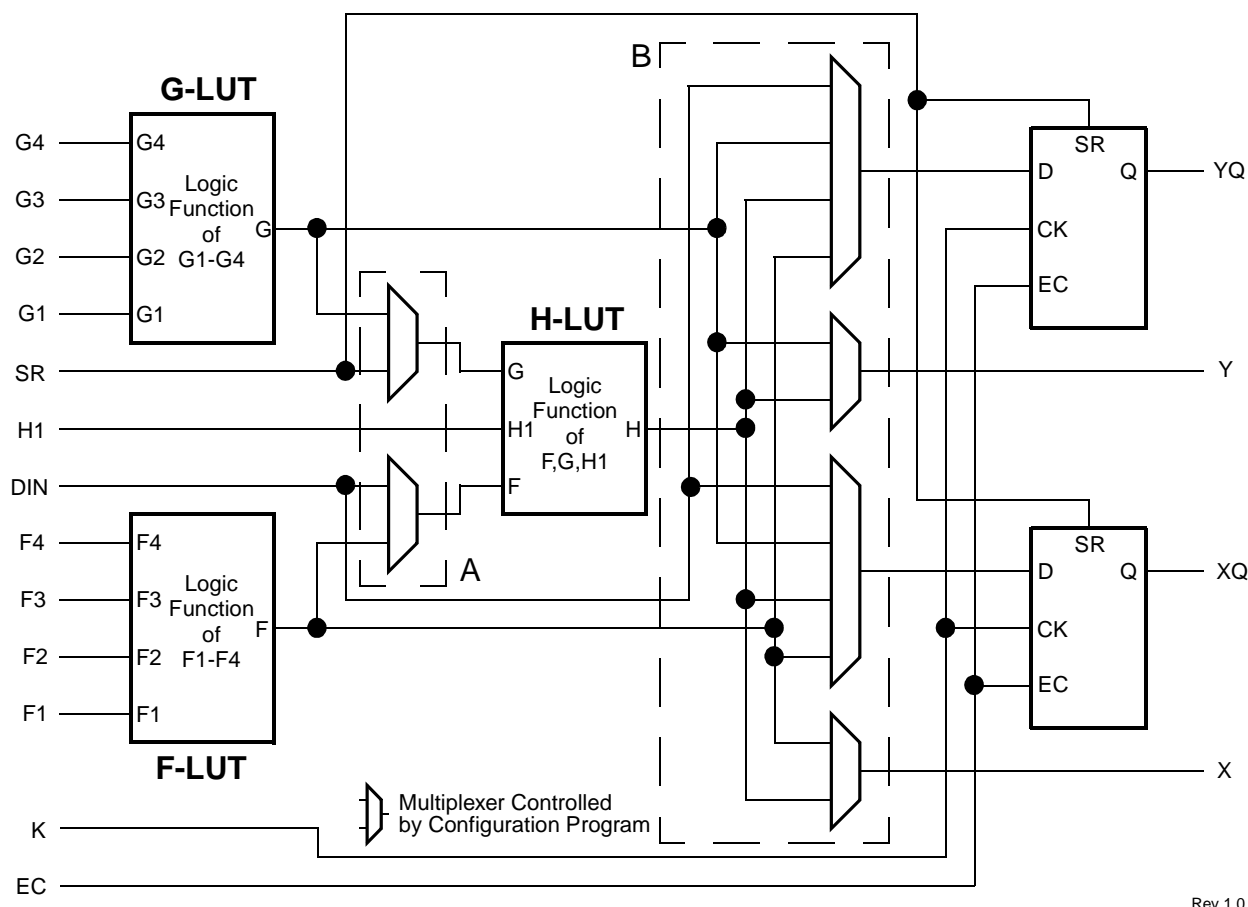 B
G-LUT
G4
G4
G3
G3
G2
G2
G1
G1
Logic
Function
of
G1-G4
G
SR
H1
DIN
H-LUT
G
H1
F
Logic
Function
of
F,G,H1
H
A
F4
F4
F3
F3
F2
F2
F1
F1
Logic
Function
of
F1-F4
F
F-LUT
K
EC
Multiplexer Controlled
by Configuration Program
SR
D
Q
CK
EC
YQ
Y
SR
D
Q
CK
EC
XQ
X
Rev 1.0